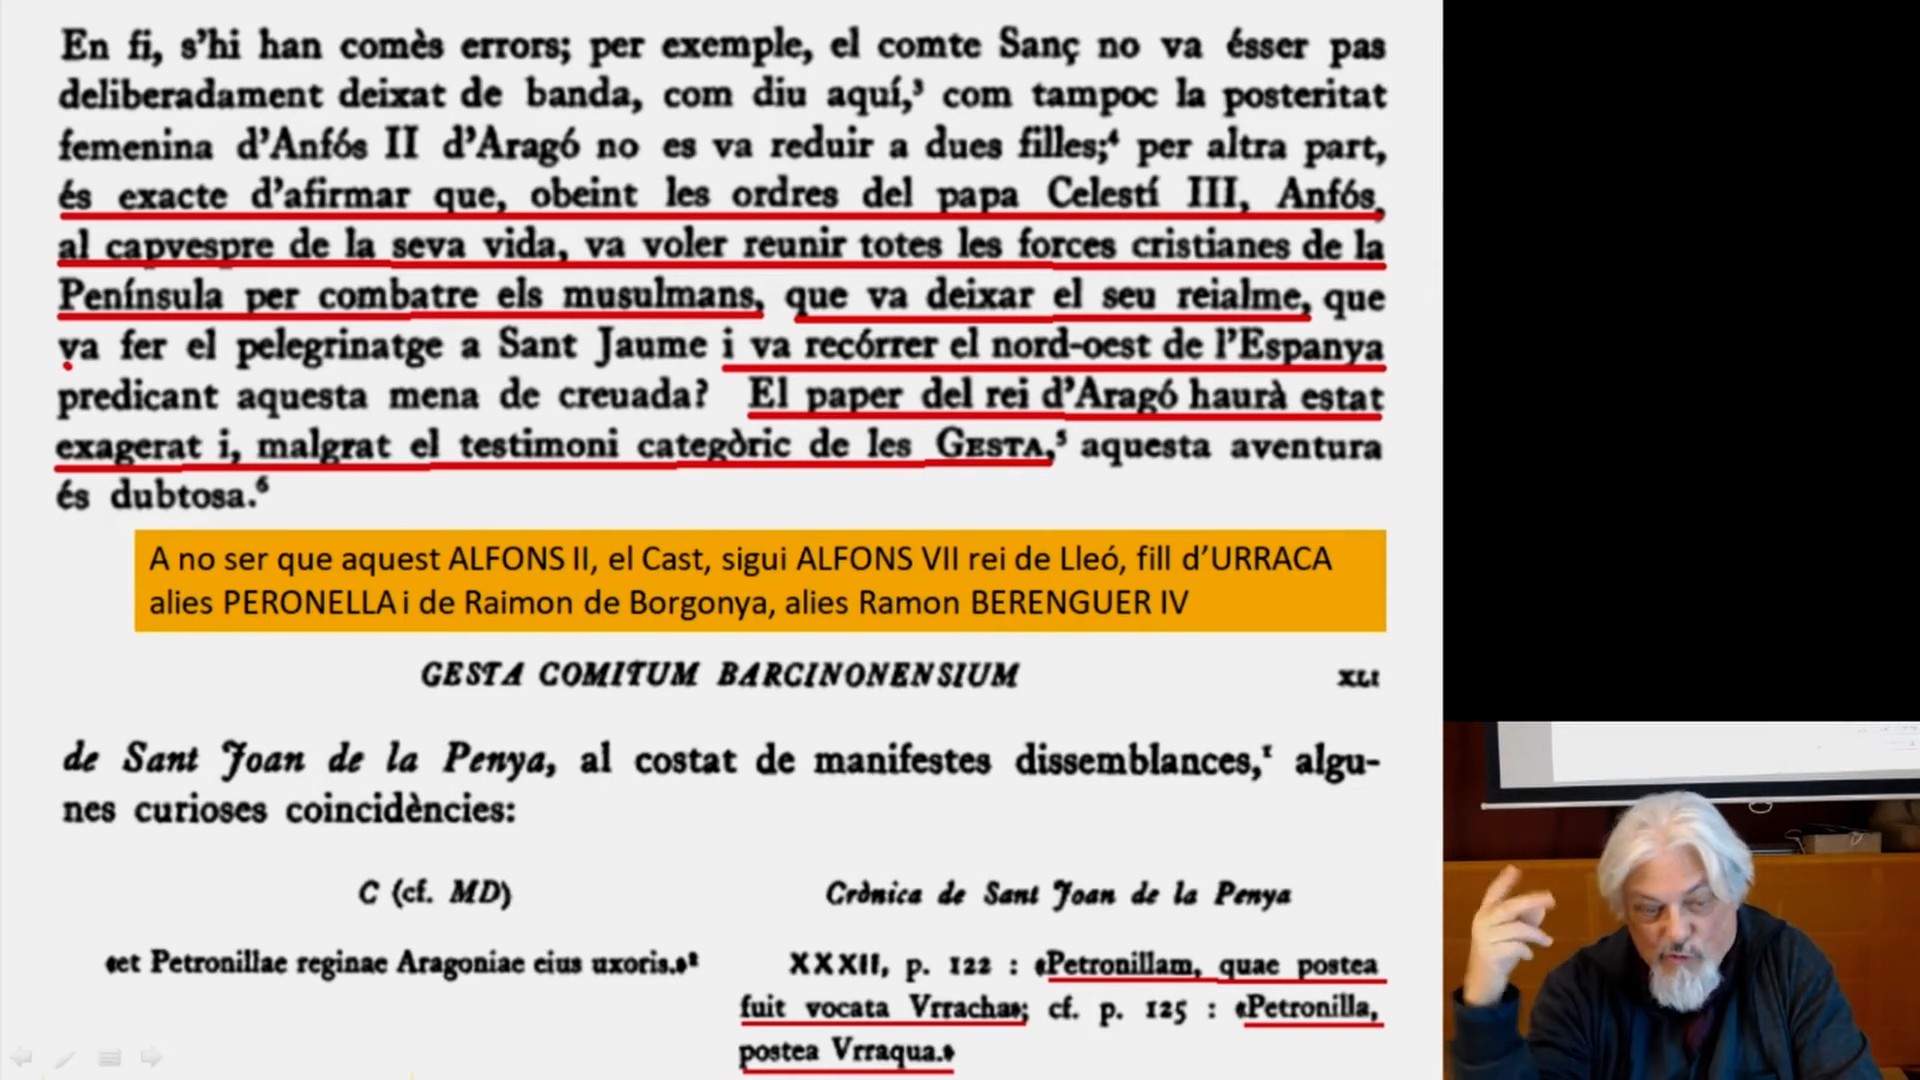 En fi, s'hi han comès errors; per exemple, el comte Sanç no va ésser pas
deliberadament deixat de banda, com diu aquí,³ com tampoc la posteritat
femenina d'Anfós II d'Aragó no es va reduir a dues filles;⁴ per altra part,
és exacte d'afirmar que, obeint les ordres del papa Celestí III, Anfós,
al capvespre de la seva vida, va voler reunir totes les forces cristianes de la
Península per combatre els musulmans, que va deixar el seu reialme, que
va fer el pelegrinatge a Sant Jaume i va recórrer el nord-oest de l'Espanya
predicant aquesta mena de creuada? El paper del rei d'Aragó haurà estat
exagerat i, malgrat el testimoni categòric de les GESTA,⁵ aquesta aventura
és dubtosa.⁶
A no ser que aquest ALFONS II, el Cast, sigui ALFONS VII rei de Lleó, fill d'URRACA
alies PERONELLA i de Raimon de Borgonya, alies Ramon BERENGUER IV
GESTA COMITUM BARCINONENSIUM XLI
de Sant Joan de la Penya, al costat de manifestes dissemblances,¹ algu-
nes curioses coincidències:
C (cf. MD)
Crònica de Sant Joan de la Penya
«et Petronillae reginae Aragoniae eius uxoris.»²
XXXII, p. 122 : «Petronillam, quae postea
fuit vocata Vrracha»; cf. p. 125 : «Petronilla,
postea Vrraqua.»